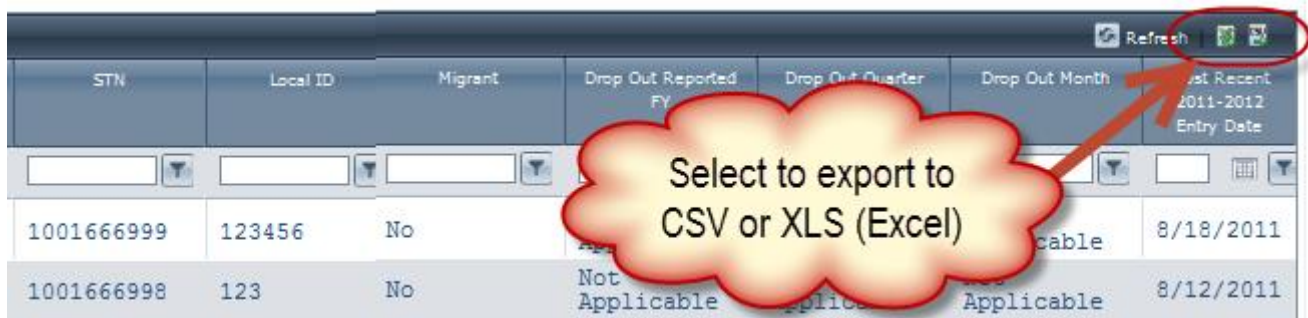 Refresh
STN Local ID Migrant Drop Out Reported FY Drop Out Quarter Drop Out Month Recent 2011-2012 Entry Date
Select to export to
CSV or XLS (Excel)
1001666999 123456 No 8/18/2011
1001666998 123 No Not Applicable Applicable 8/12/2011